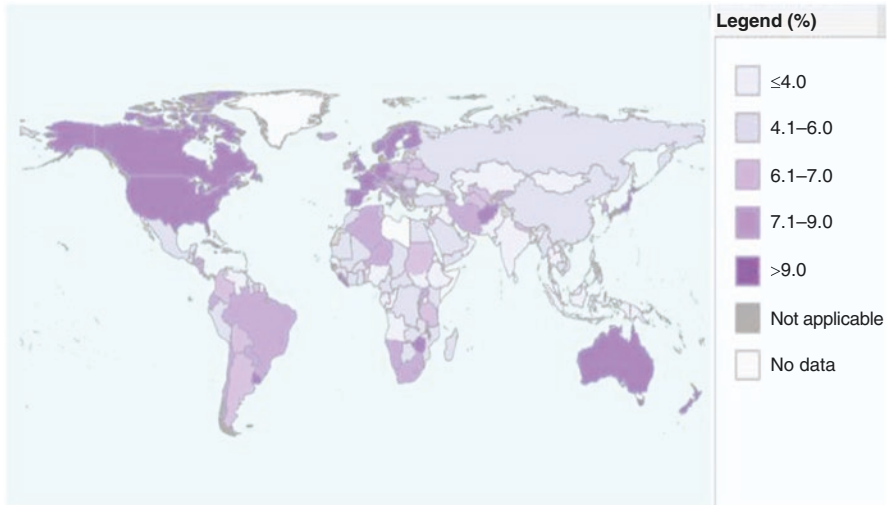 Legend (%)
≤4.0
4.1–6.0
6.1–7.0
7.1–9.0
>9.0
Not applicable
No data